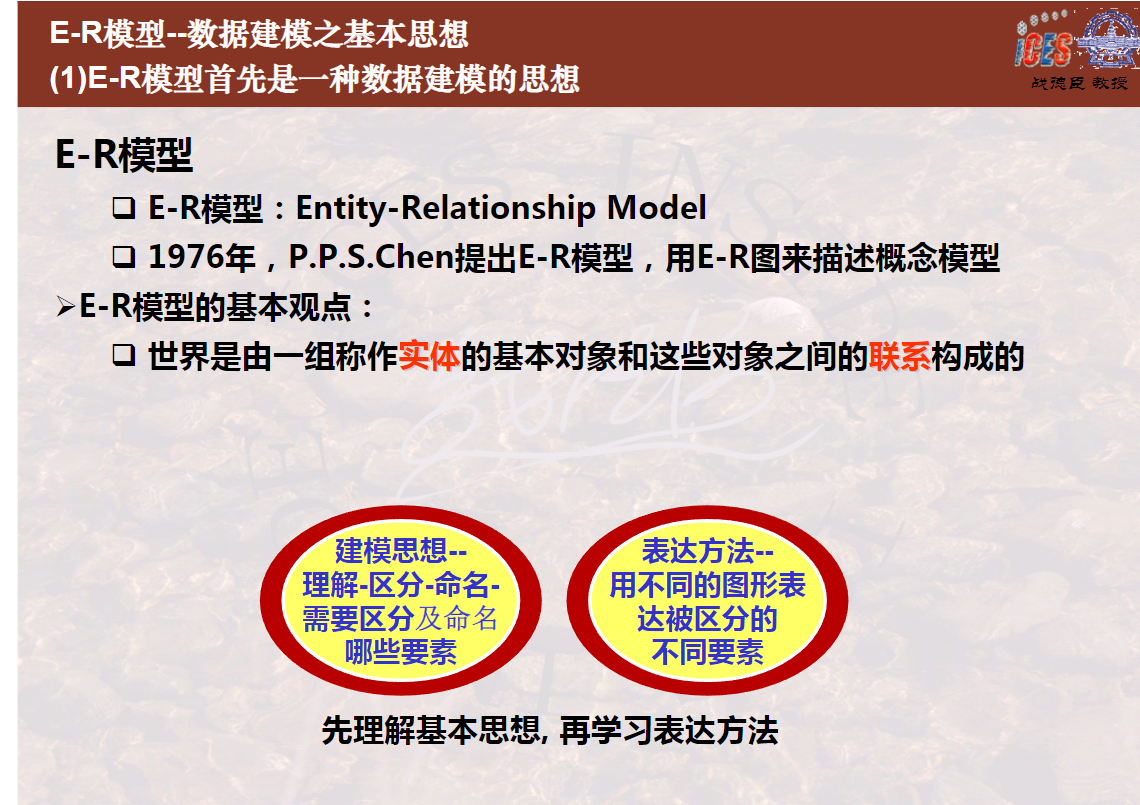 E-R模型--数据建模之基本思想
(1)E-R模型首先是一种数据建模的思想
iCES
战德臣 教授
E-R模型
E-R模型：Entity-Relationship Model
1976年，P.P.S.Chen提出E-R模型，用E-R图来描述概念模型
E-R模型的基本观点：
世界是由一组称作实体的基本对象和这些对象之间的联系构成的
建模思想--
理解-区分-命名-
需要区分及命名
哪些要素
表达方法--
用不同的图形表
达被区分的
不同要素
先理解基本思想, 再学习表达方法